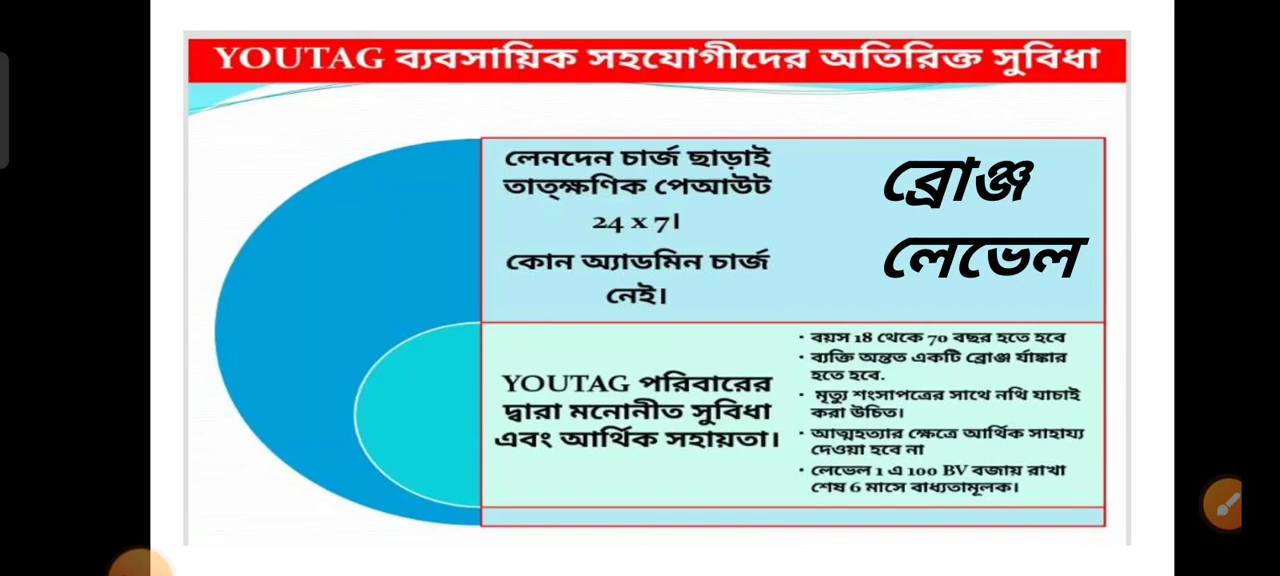 YOUTAG ব্যবসায়িক সহযোগীদের অতিরিক্ত সুবিধা
লেনদেন চার্জ ছাড়াই
তাত্ক্ষণিক পেআউট
24 x 7।
কোন অ্যাডমিন চার্জ
নেই।
ব্রোঞ্জ
লেভেল
YOUTAG পরিবারের
দ্বারা মনোনীত সুবিধা
এবং আর্থিক সহায়তা।
• বয়স 18 থেকে 70 বছর হতে হবে
• ব্যক্তি অন্তত একটি ব্রোঞ্জ র্যাঙ্কার
হতে হবে.
• মৃত্যু শংসাপত্রের সাথে নথি যাচাই
করা উচিত।
• আত্মহত্যার ক্ষেত্রে আর্থিক সাহায্য
দেওয়া হবে না
• লেভেল 1 এ 100 BV বজায় রাখা
শেষ 6 মাসে বাধ্যতামূলক।